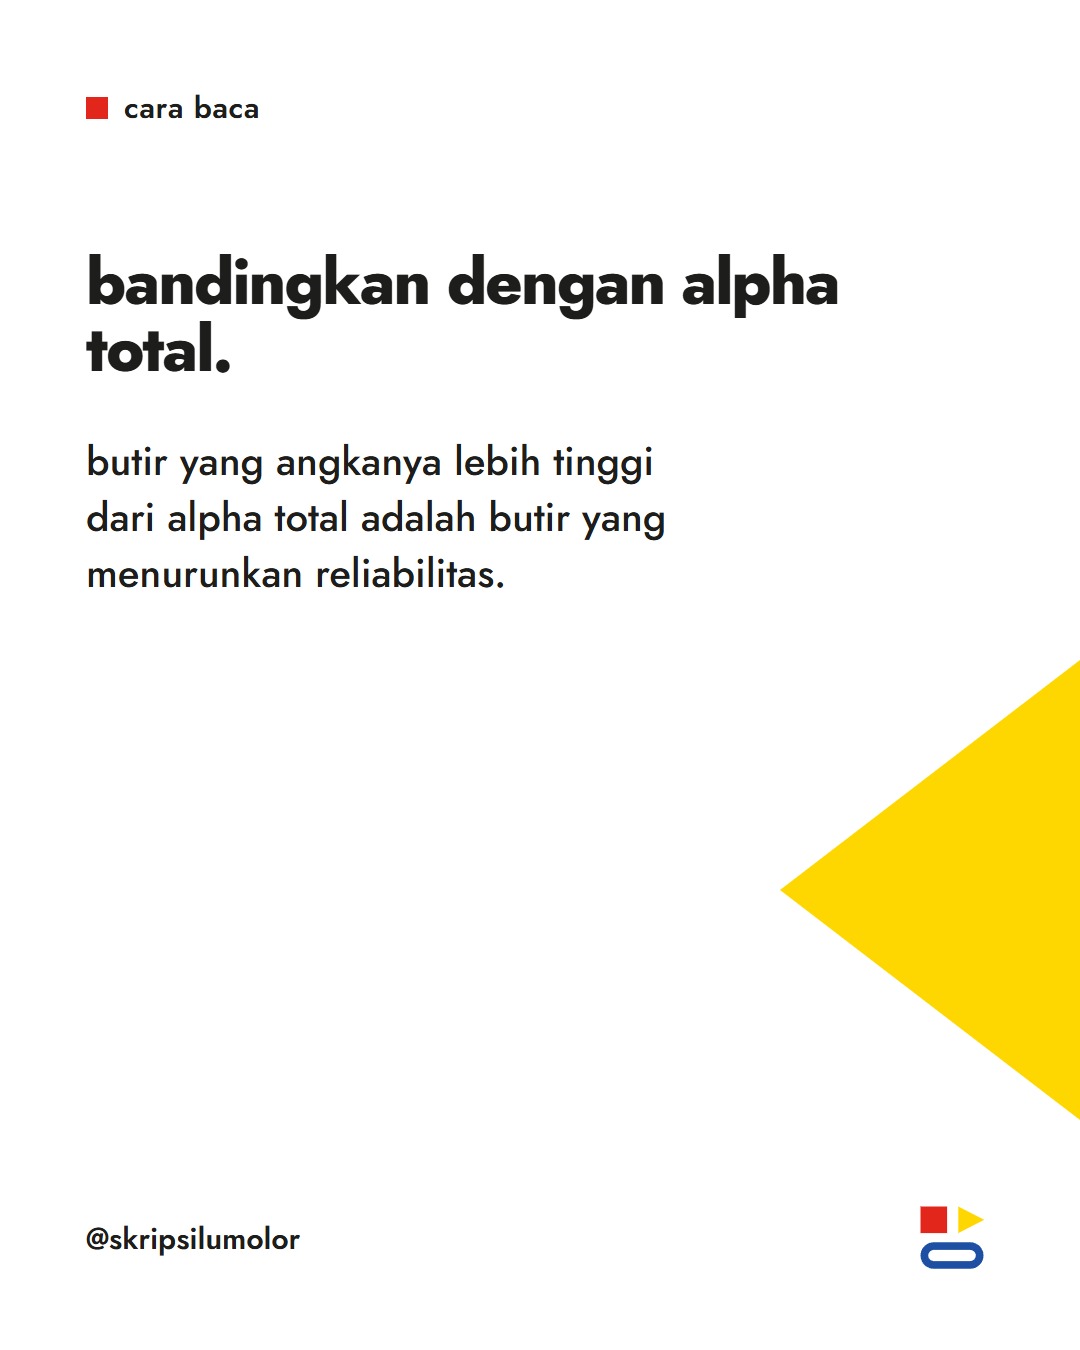 cara baca
bandingkan dengan alpha
total.
butir yang angkanya lebih tinggi
dari alpha total adalah butir yang
menurunkan reliabilitas.
@skripsilumolor